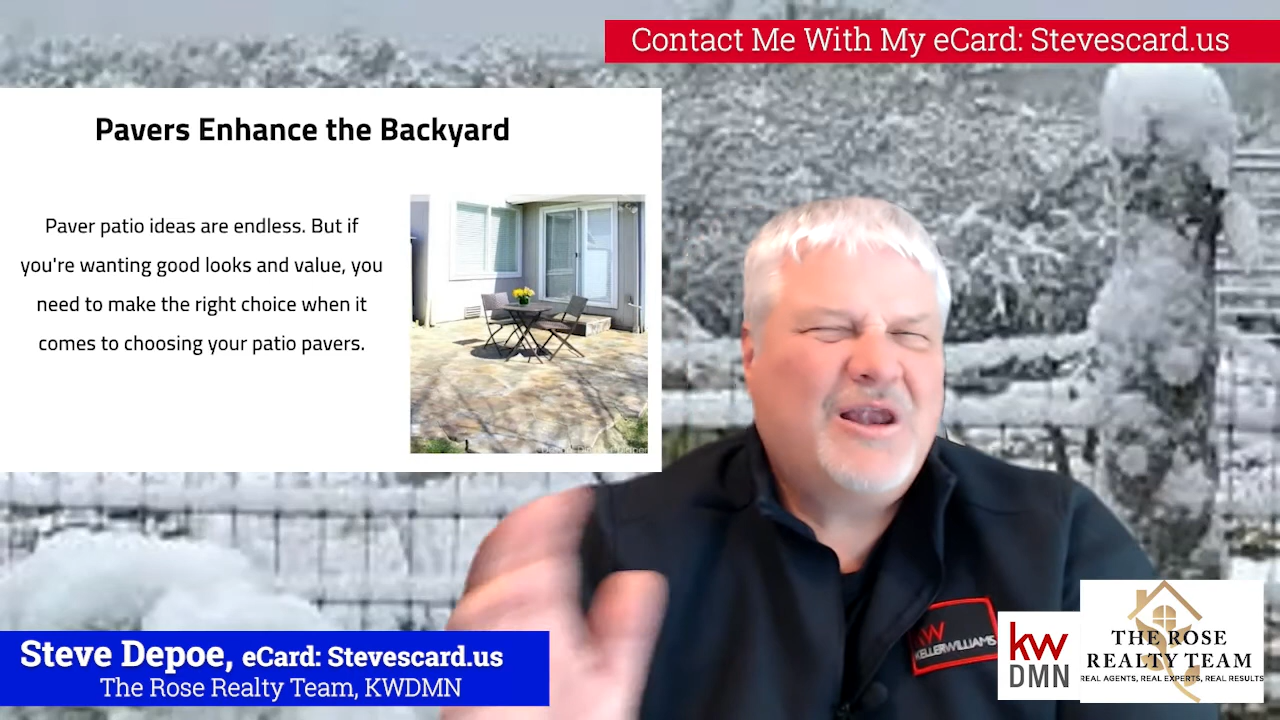 Contact Me With My eCard: Stevescard.us
Pavers Enhance the Backyard
Paver patio ideas are endless. But if
you're wanting good looks and value, you
need to make the right choice when it
comes to choosing your patio pavers.
KW
KELLERWILLIAMS
Steve Depoe, eCard: Stevescard.us
The Rose Realty Team, KWDMN
kw
DMN
THE ROSE
REALTY TEAM
REAL AGENTS, REAL EXPERTS, REAL RESULTS